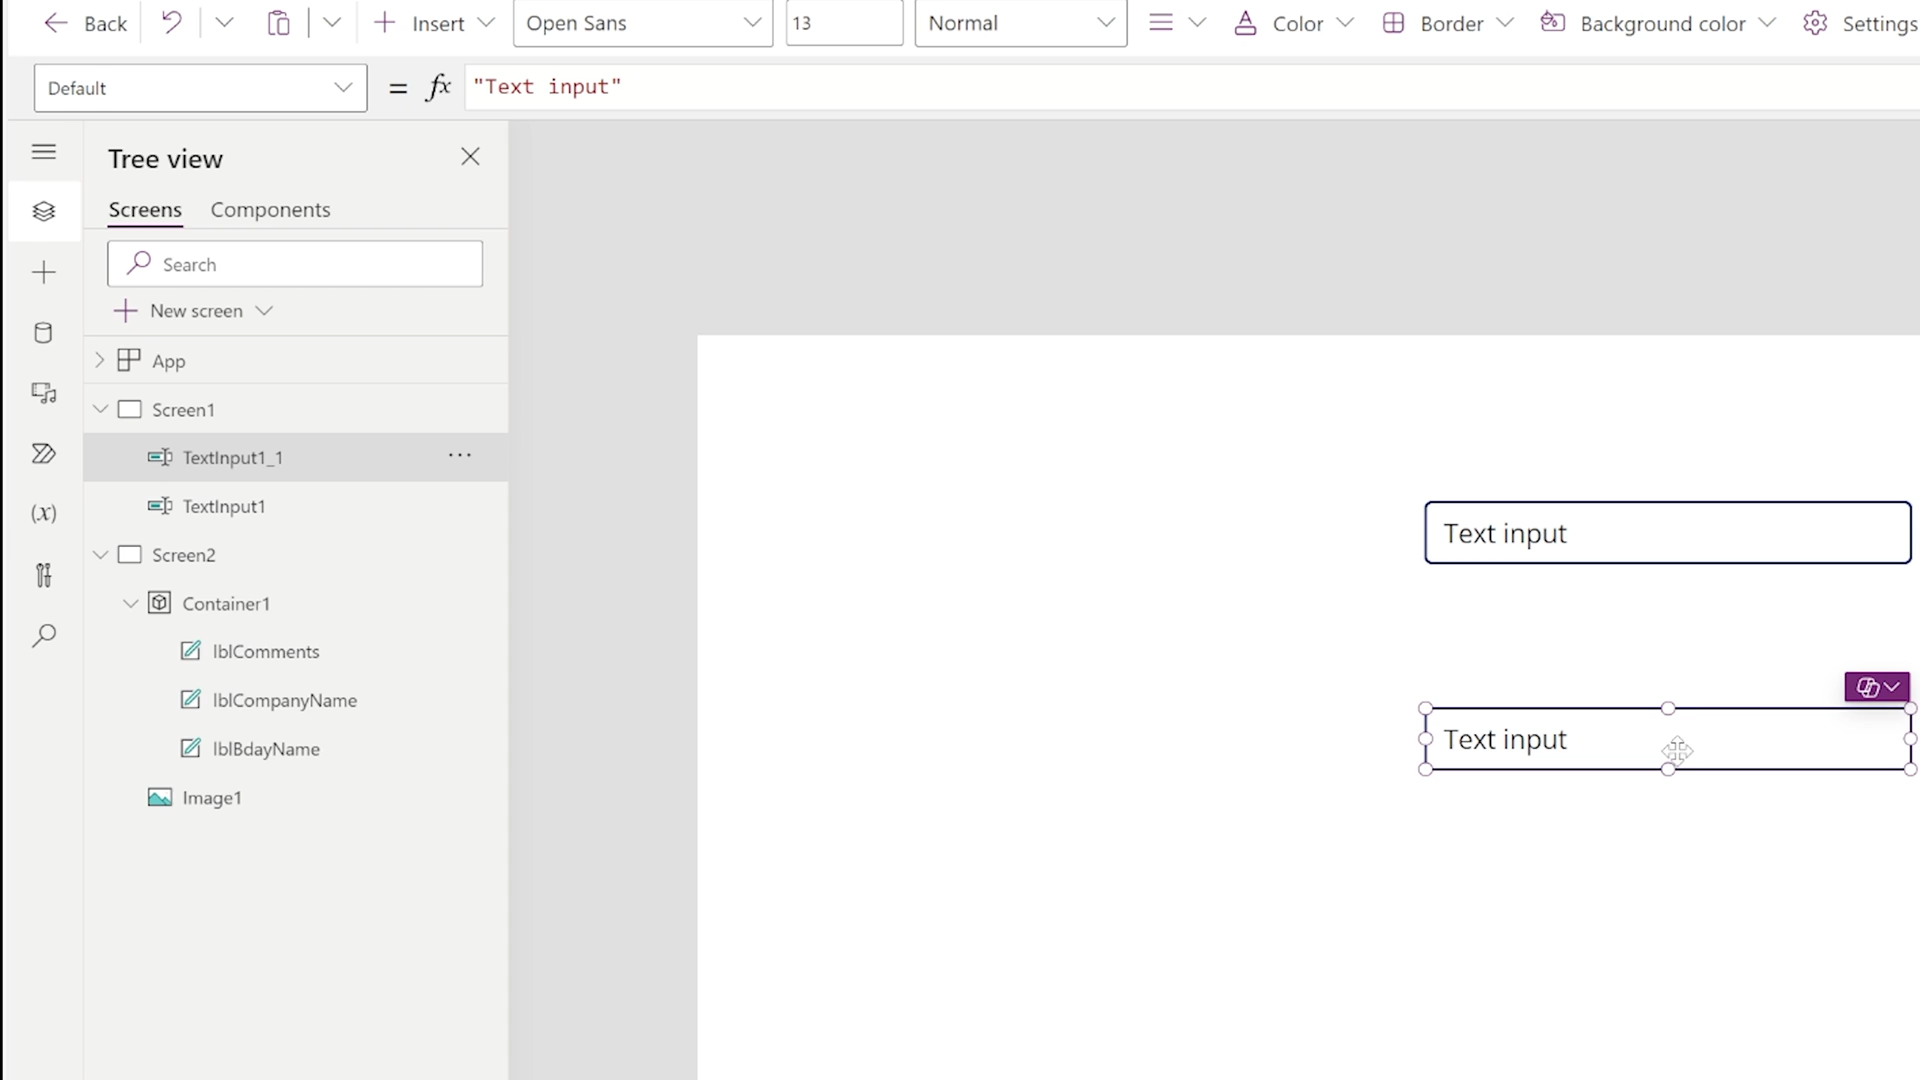 Back Insert Open Sans 13 Normal Color Border Background color Settings
Default = fx "Text input"
Tree view
Screens Components
Search
New screen
App
Screen1
TextInput1_1 ...
TextInput1
Screen2
Container1
lblComments
lblCompanyName
lblBdayName
Image1
(x)
Text input
Text input